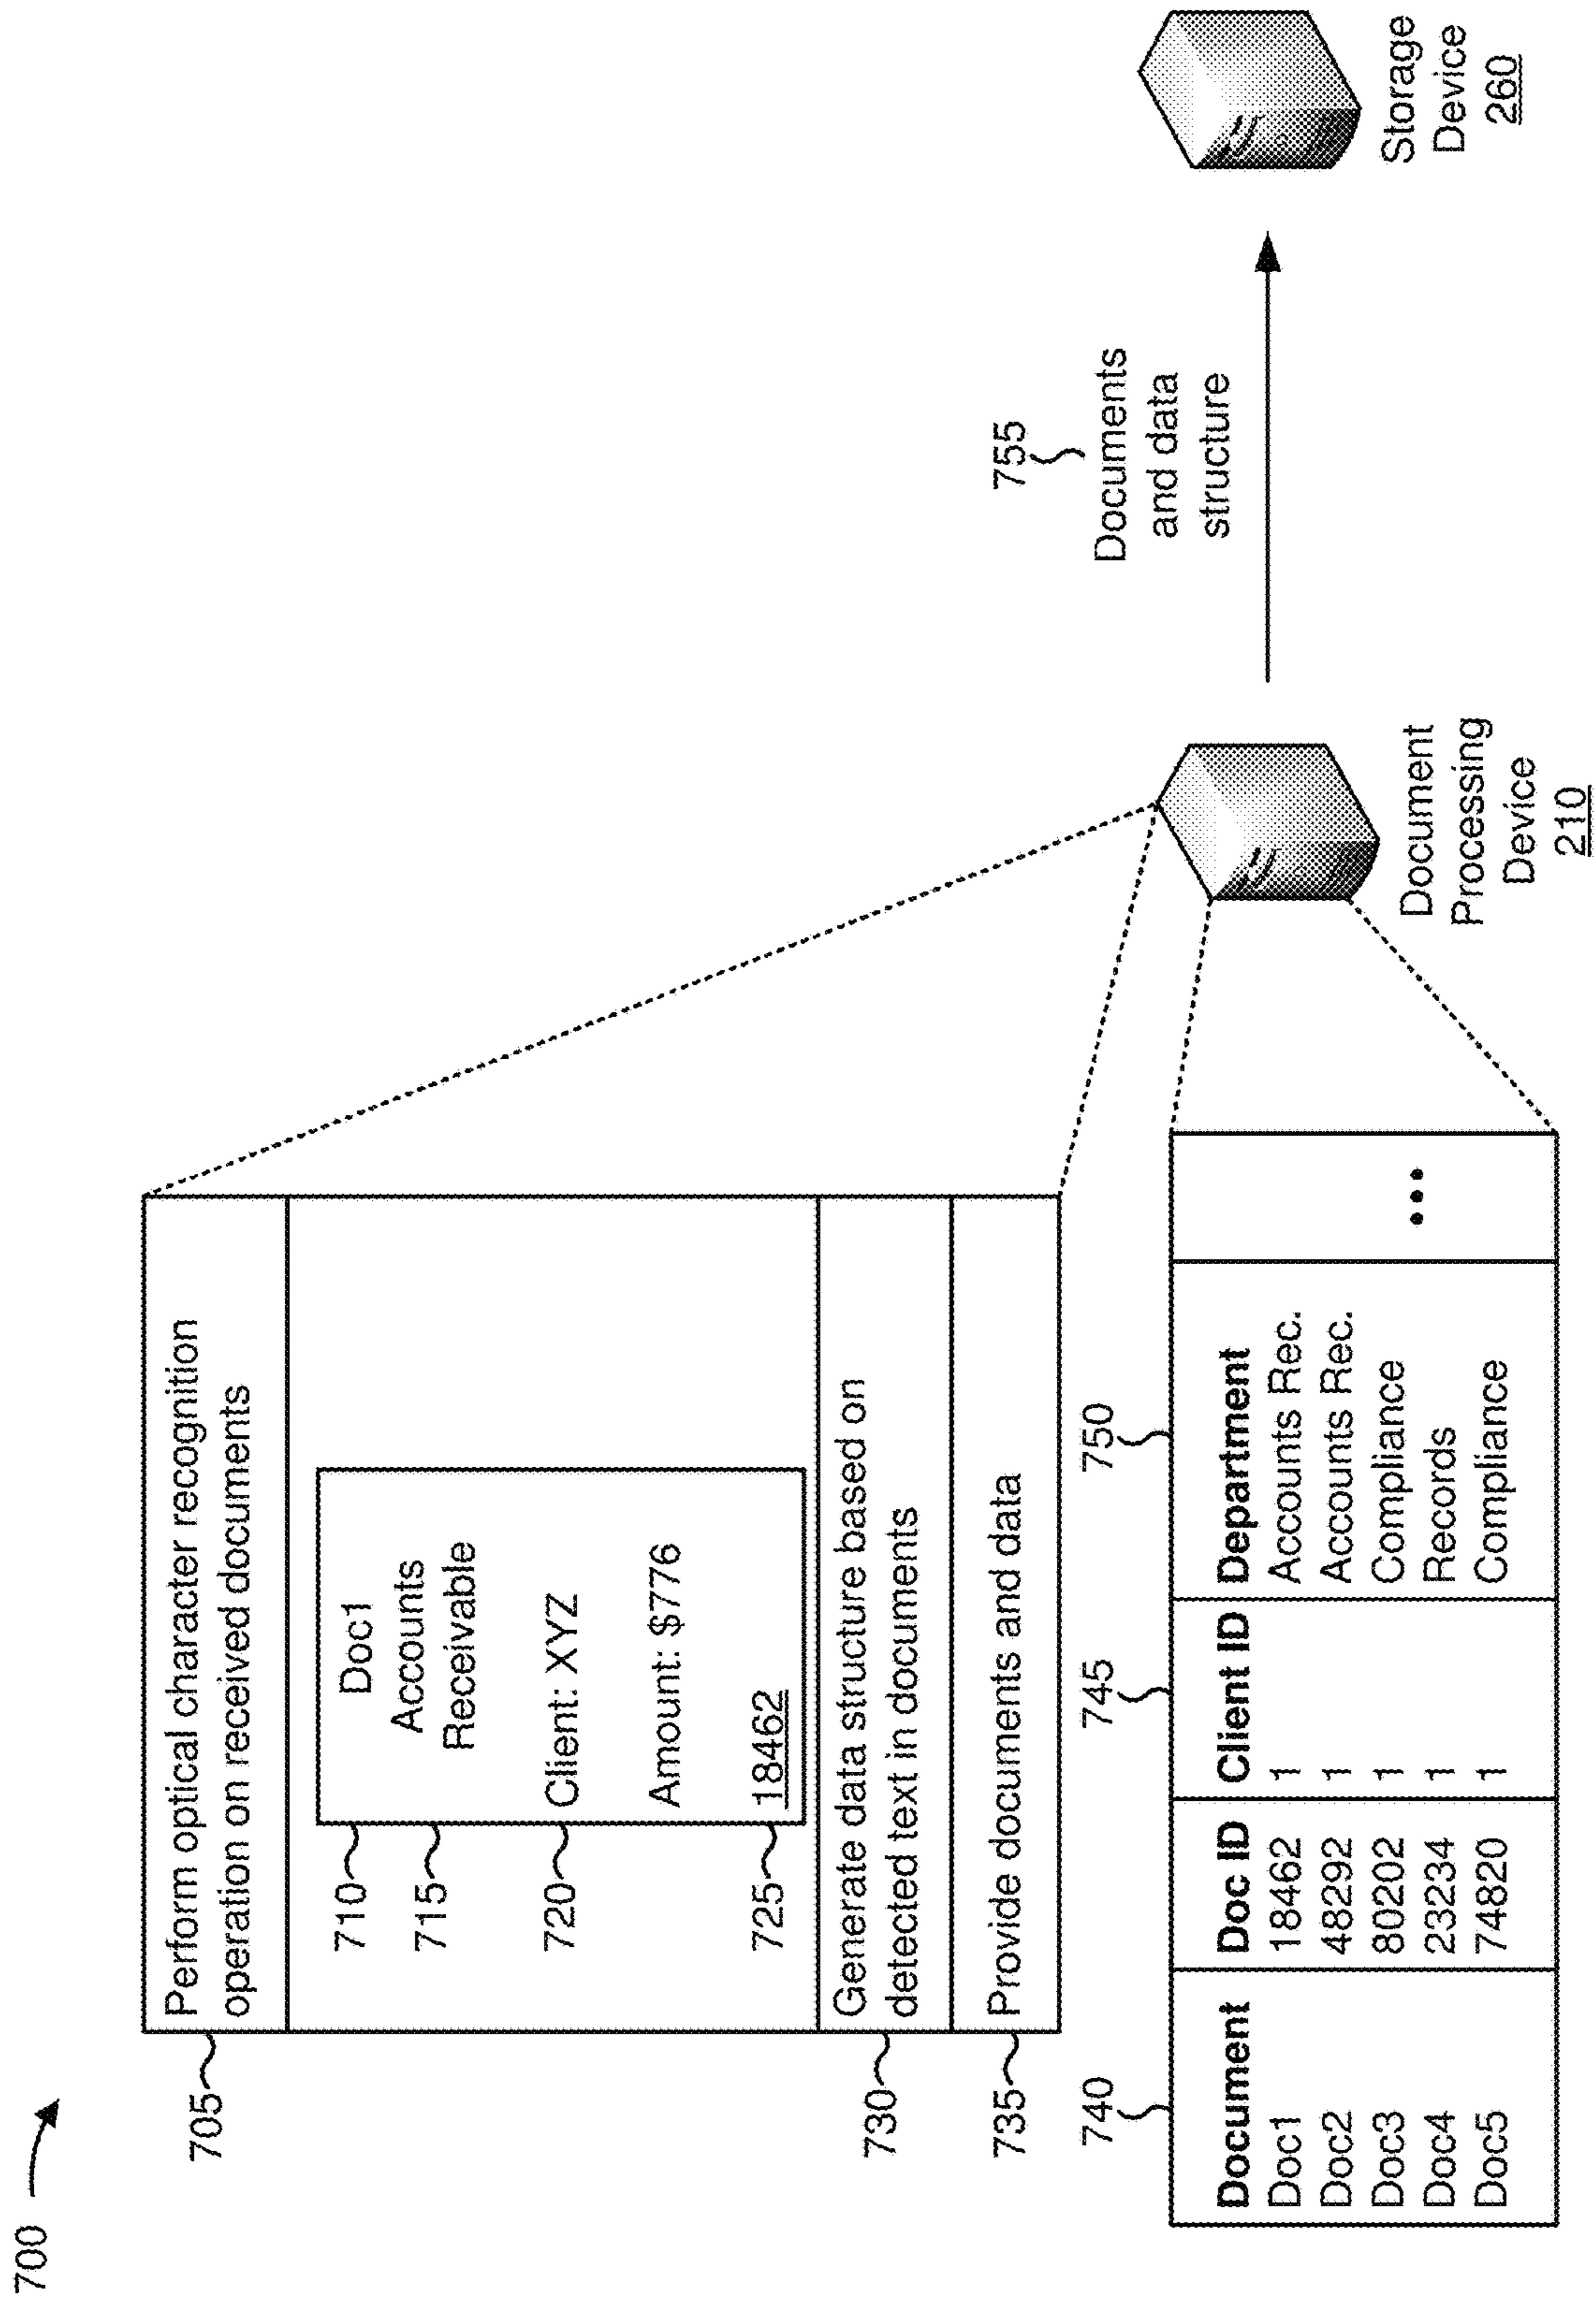 700
705
Perform optical character recognition
operation on received documents
710
Doc1
715
Accounts
Receivable
720
Client: XYZ
Amount: $776
725
18462
730
Generate data structure based on
detected text in documents
735
Provide documents and data
740
745
750
Document Doc ID Client ID Department
Doc1 18462 1 Accounts Rec.
Doc2 48292 1 Accounts Rec.
Doc3 80202 1 Compliance
Doc4 23234 1 Records
Doc5 74820 1 Compliance
...
Document
Processing
Device
210
755
Documents
and data
structure
Storage
Device
260